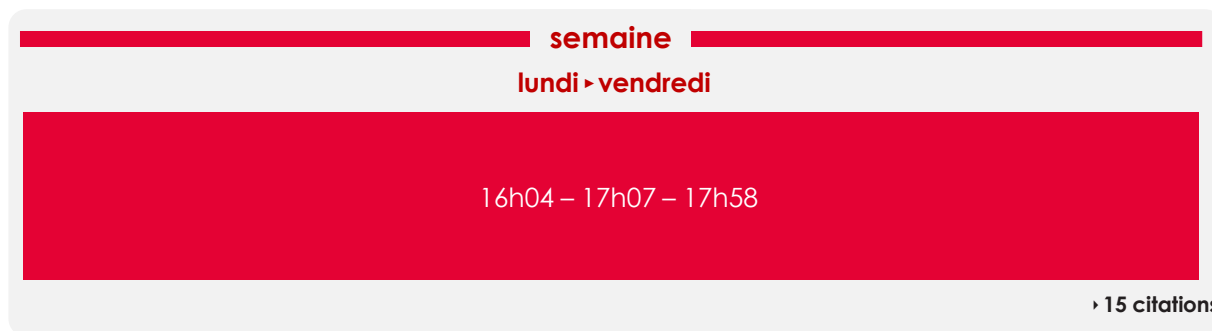 semaine
lundi ▸ vendredi
16h04 – 17h07 – 17h58
▸ 15 citations